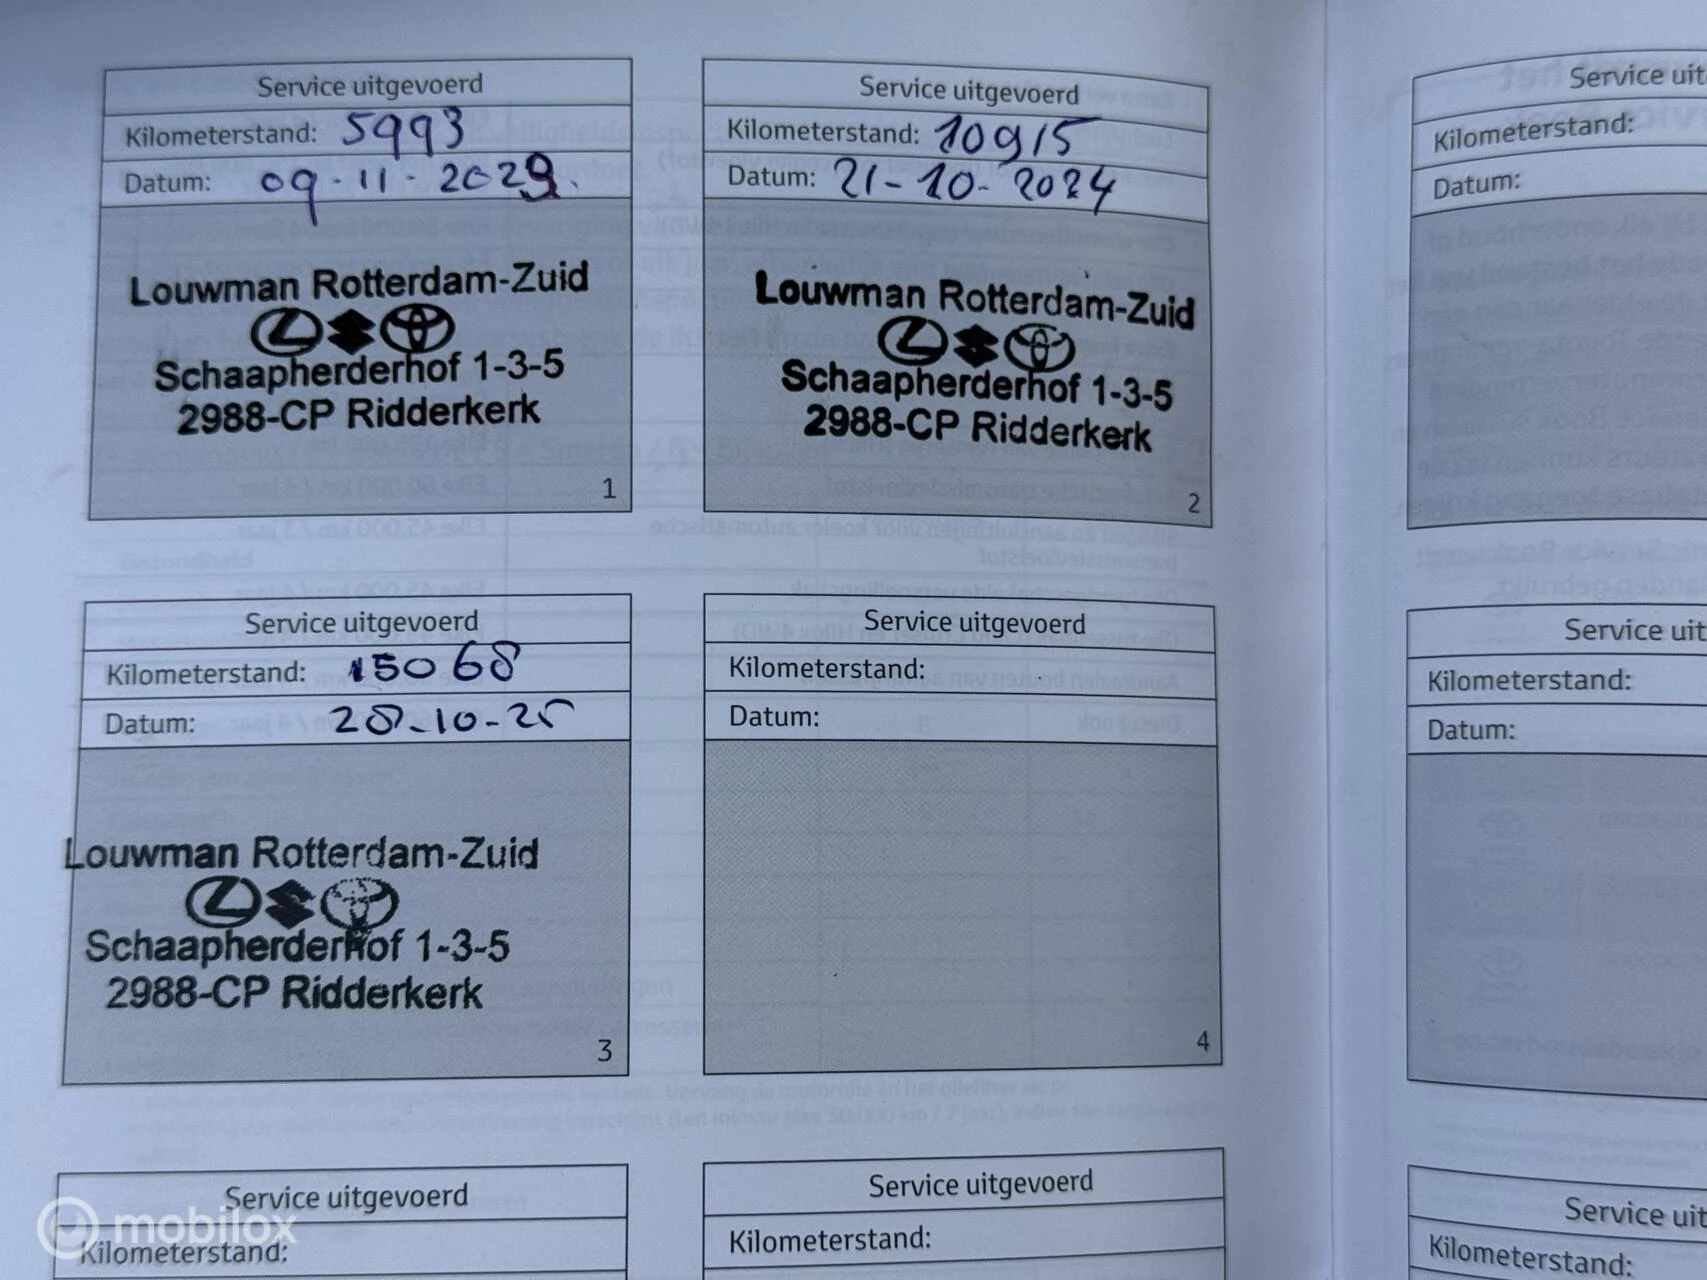 Service uitgevoerd
Kilometerstand: 5993
Datum: 09-11-2023.
Louwman Rotterdam-Zuid
Schaapherderhof 1-3-5
2988-CP Ridderkerk
1
Service uitgevoerd
Kilometerstand: 10915
Datum: 21-10-2024
Louwman Rotterdam-Zuid
Schaapherderhof 1-3-5
2988-CP Ridderkerk
2
Service uit
Kilometerstand:
Datum:
Service uitgevoerd
Kilometerstand: 15068
Datum: 28-10-25
Louwman Rotterdam-Zuid
Schaapherderhof 1-3-5
2988-CP Ridderkerk
3
Service uitgevoerd
Kilometerstand:
Datum:
4
Service uit
Kilometerstand:
Datum:
Service uitgevoerd
Kilometerstand:
Service uitgevoerd
Kilometerstand:
Service uit
Kilometerstand:
mobilox